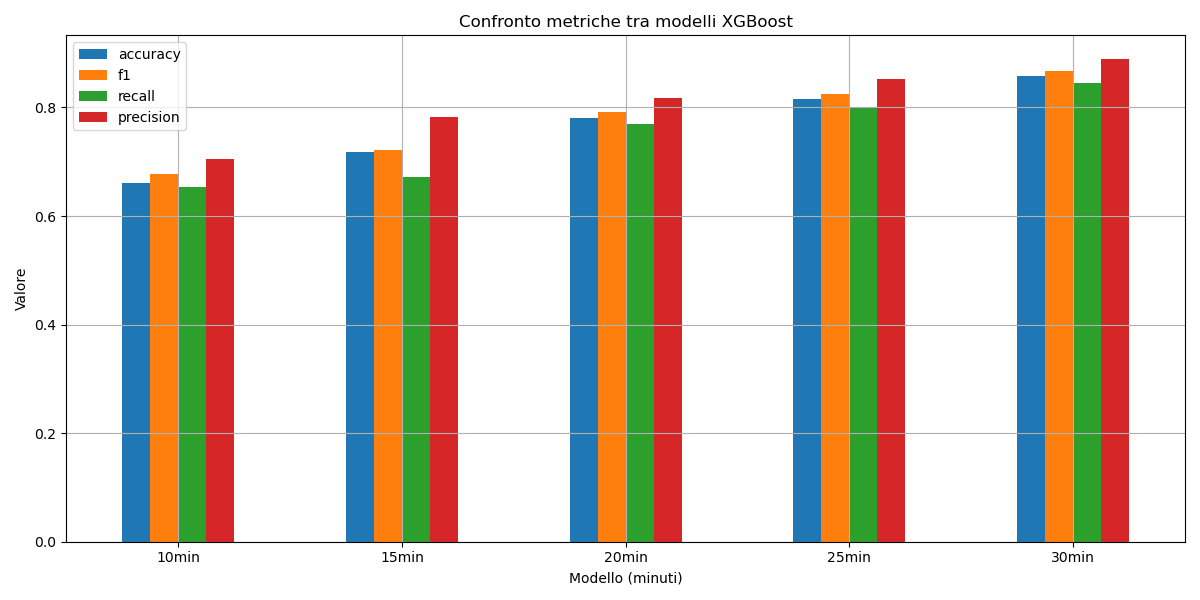 Confronto metriche tra modelli XGBoost
accuracy
f1
recall
precision
Valore
0.8
0.6
0.4
0.2
0.0
10min
15min
20min
25min
30min
Modello (minuti)